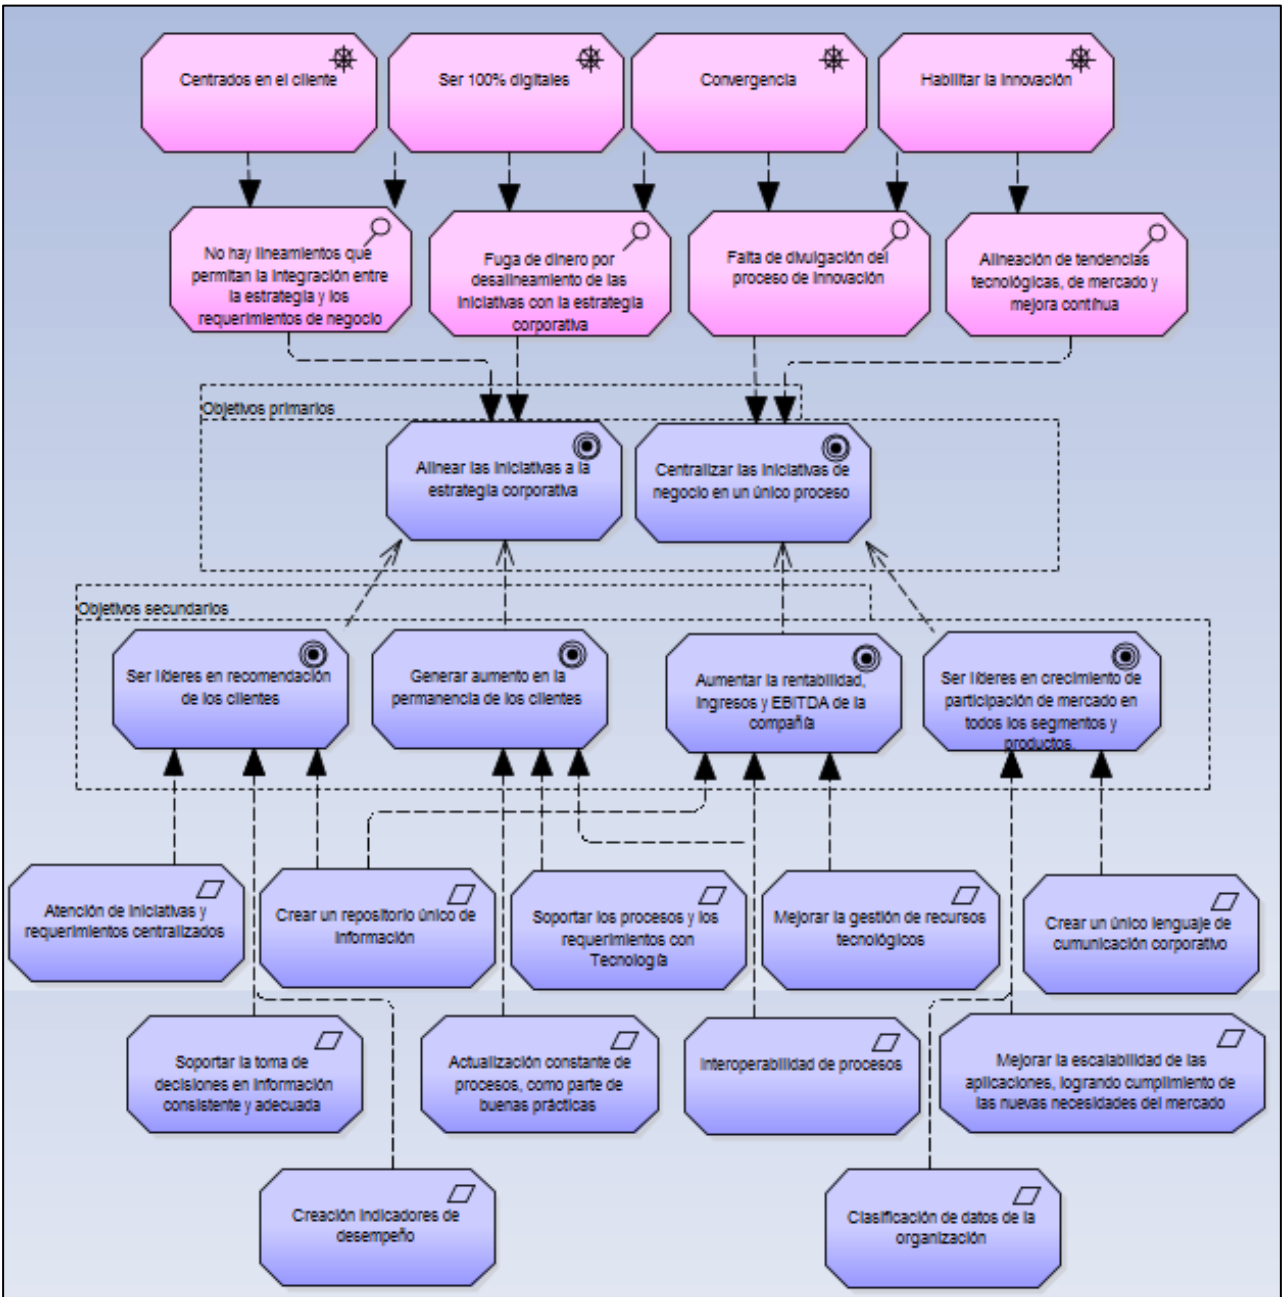 Centrados en el cliente
Ser 100% digitales
Convergencia
Habilitar la innovación
No hay lineamientos que
permitan la integración entre
la estrategia y los
requerimientos de negocio
Fuga de dinero por
desalineamiento de las
iniciativas con la estrategia
corporativa
Falta de divulgación del
proceso de innovación
Alineación de tendencias
tecnológicas, de mercado y
mejora contínua
Objetivos primarios
Alinear las iniciativas a la
estrategia corporativa
Centralizar las iniciativas de
negocio en un único proceso
Objetivos secundarios
Ser líderes en recomendación
de los clientes
Generar aumento en la
permanencia de los clientes
Aumentar la rentabilidad,
ingresos y EBITDA de la
compañía
Ser líderes en crecimiento de
participación de mercado en
todos los segmentos y
productos.
Atención de iniciativas y
requerimientos centralizados
Crear un repositorio único de
información
Soportar los procesos y los
requerimientos con
Tecnología
Mejorar la gestión de recursos
tecnológicos
Crear un único lenguaje de
cumunicación corporativo
Soportar la toma de
decisiones en información
consistente y adecuada
Actualización constante de
procesos, como parte de
buenas prácticas
Interoperabilidad de procesos
Mejorar la escalabilidad de las
aplicaciones, logrando cumplimiento de
las nuevas necesidades del mercado
Creación indicadores de
desempeño
Clasificación de datos de la
organización